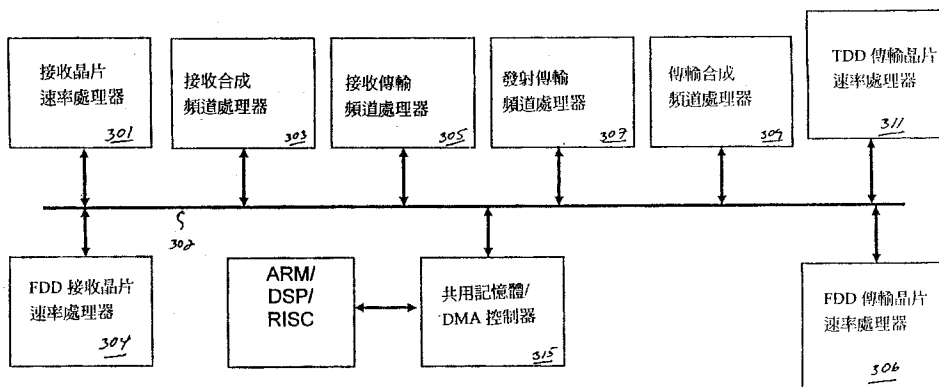 接收晶片
速率處理器
301
接收合成
頻道處理器
303
接收傳輸
頻道處理器
305
發射傳輸
頻道處理器
307
傳輸合成
頻道處理器
309
TDD 傳輸晶片
速率處理器
311
302
FDD 接收晶片
速率處理器
304
ARM/
DSP/
RISC
共用記憶體/
DMA 控制器
315
FDD 傳輸晶片
速率處理器
306